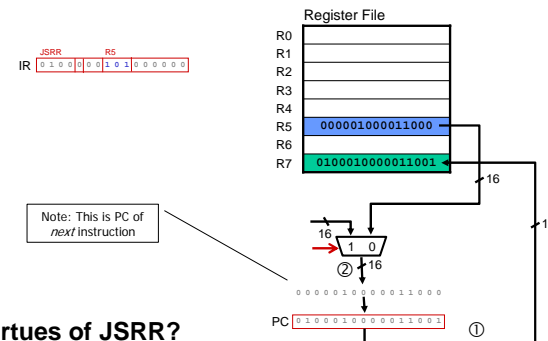 Register File
R0
JSRR R5
R1
IR 0 1 0 0 0 0 0 1 0 1 0 0 0 0 0 0
R2
R3
R4
R5 000001000011000
R6
R7 0100010000011001
16
Note: This is PC of
next instruction
16
1
1 0
② 16
0 0 0 0 0 1 0 0 0 0 0 1 1 0 0 0
PC 0 1 0 0 0 1 0 0 0 0 0 1 1 0 0 1
①
rtues of JSRR?